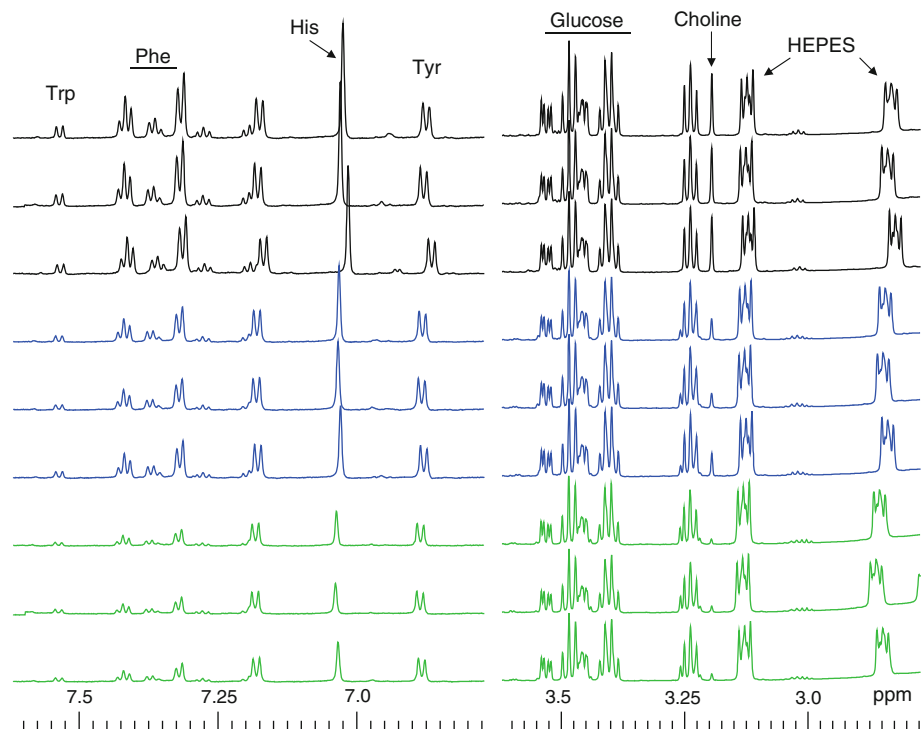 Glucose
Choline
His
HEPES
Phe
Tyr
Trp
7.5
7.25
7.0
3.5
3.25
3.0
ppm